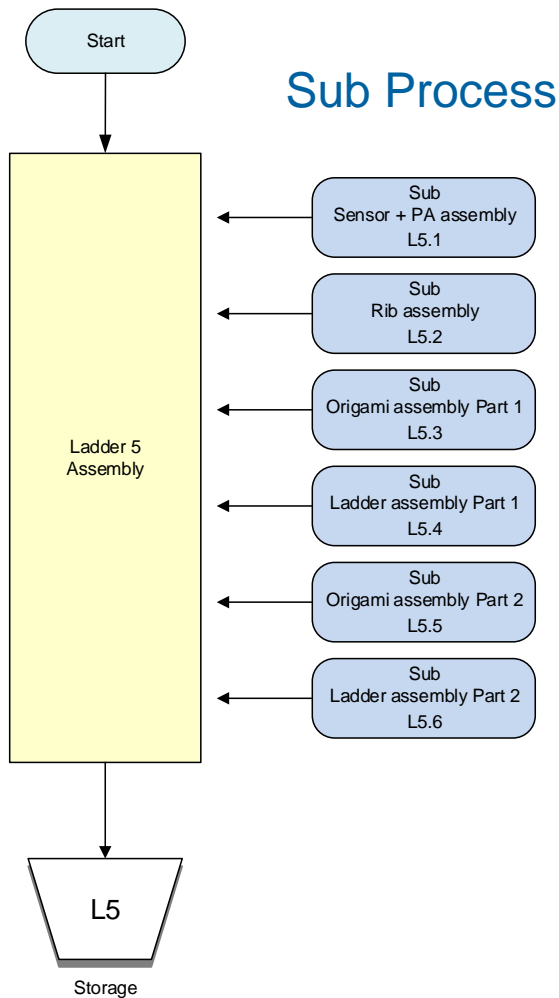 Start
Sub Process
Sub
Sensor + PA assembly
L5.1
Sub
Rib assembly
L5.2
Sub
Origami assembly Part 1
L5.3
Ladder 5
Assembly
Sub
Ladder assembly Part 1
L5.4
Sub
Origami assembly Part 2
L5.5
Sub
Ladder assembly Part 2
L5.6
L5
Storage